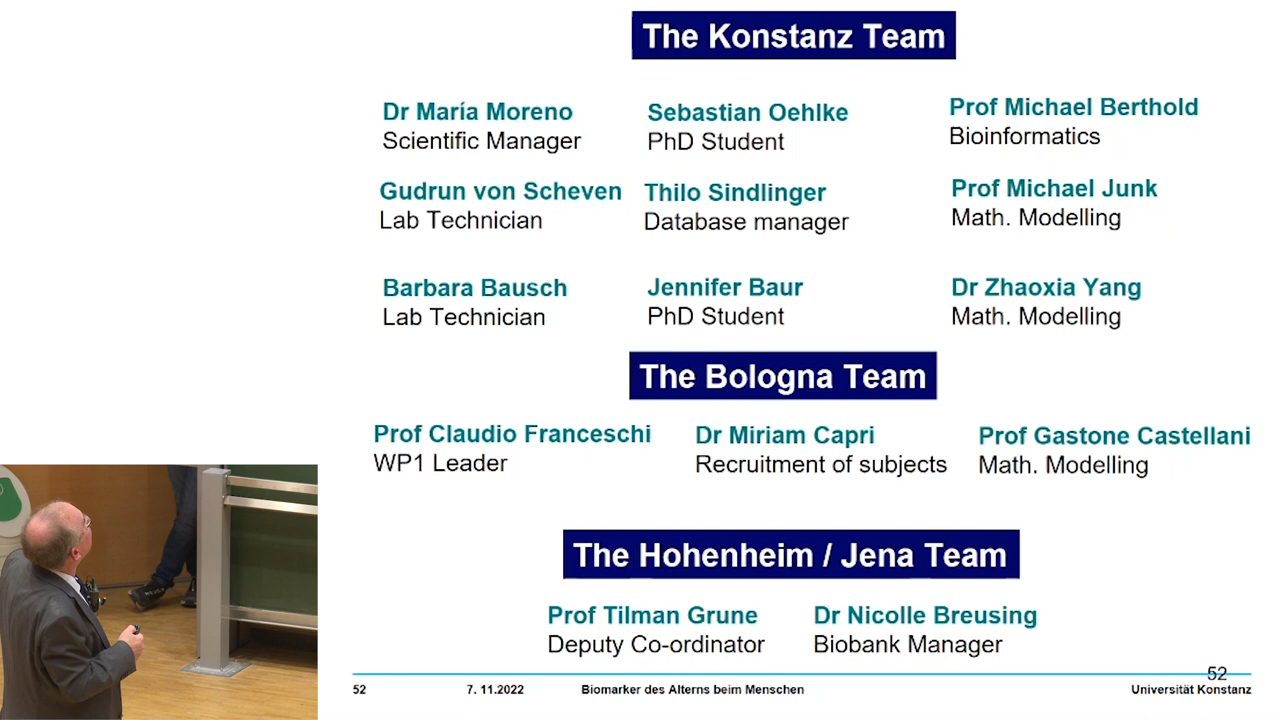 The Konstanz Team
Dr María Moreno
Scientific Manager
Sebastian Oehlke
PhD Student
Prof Michael Berthold
Bioinformatics
Gudrun von Scheven
Lab Technician
Thilo Sindlinger
Database manager
Prof Michael Junk
Math. Modelling
Barbara Bausch
Lab Technician
Jennifer Baur
PhD Student
Dr Zhaoxia Yang
Math. Modelling
The Bologna Team
Prof Claudio Franceschi
WP1 Leader
Dr Miriam Capri
Recruitment of subjects
Prof Gastone Castellani
Math. Modelling
The Hohenheim / Jena Team
Prof Tilman Grune
Deputy Co-ordinator
Dr Nicolle Breusing
Biobank Manager
52
52 7. 11.2022 Biomarker des Alterns beim Menschen Universität Konstanz